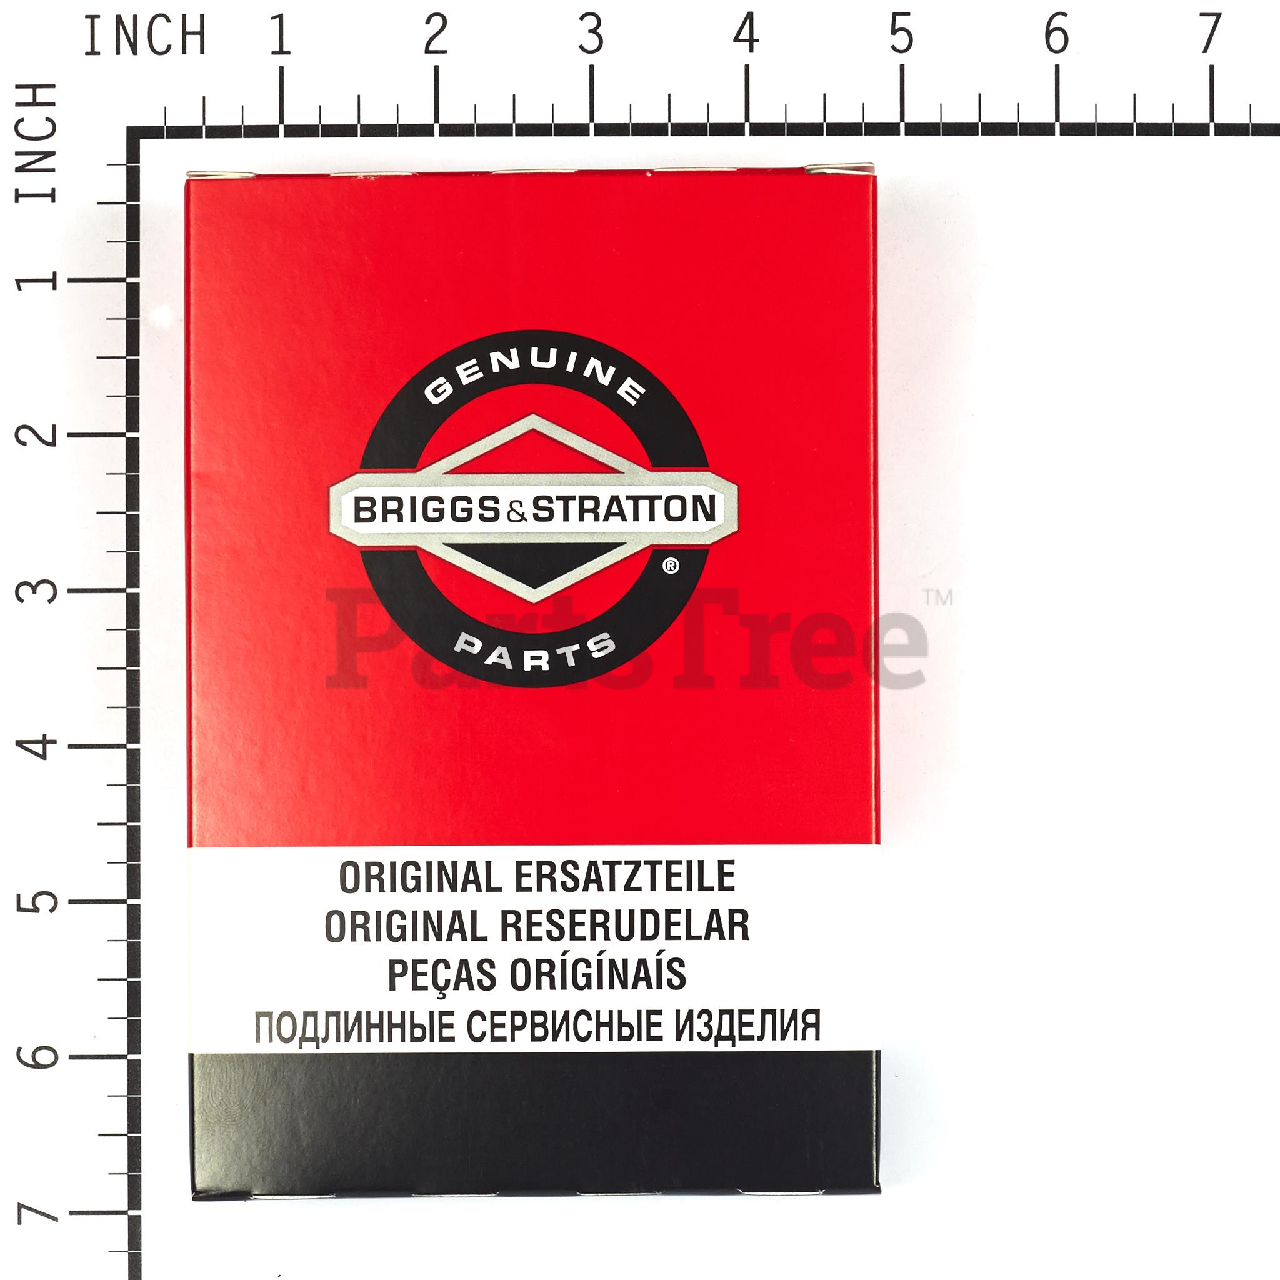 INCH 1 2 3 4 5 6 7
INCH
1
2
3
4
5
6
7
GENUINE
BRIGGS & STRATTON
®
PARTS
PartsTree™
ORIGINAL ERSATZTEILE
ORIGINAL RESERUDELAR
PEÇAS ORÍGÍNAÍS
ПОДЛИННЫЕ СЕРВИСНЫЕ ИЗДЕЛИЯ